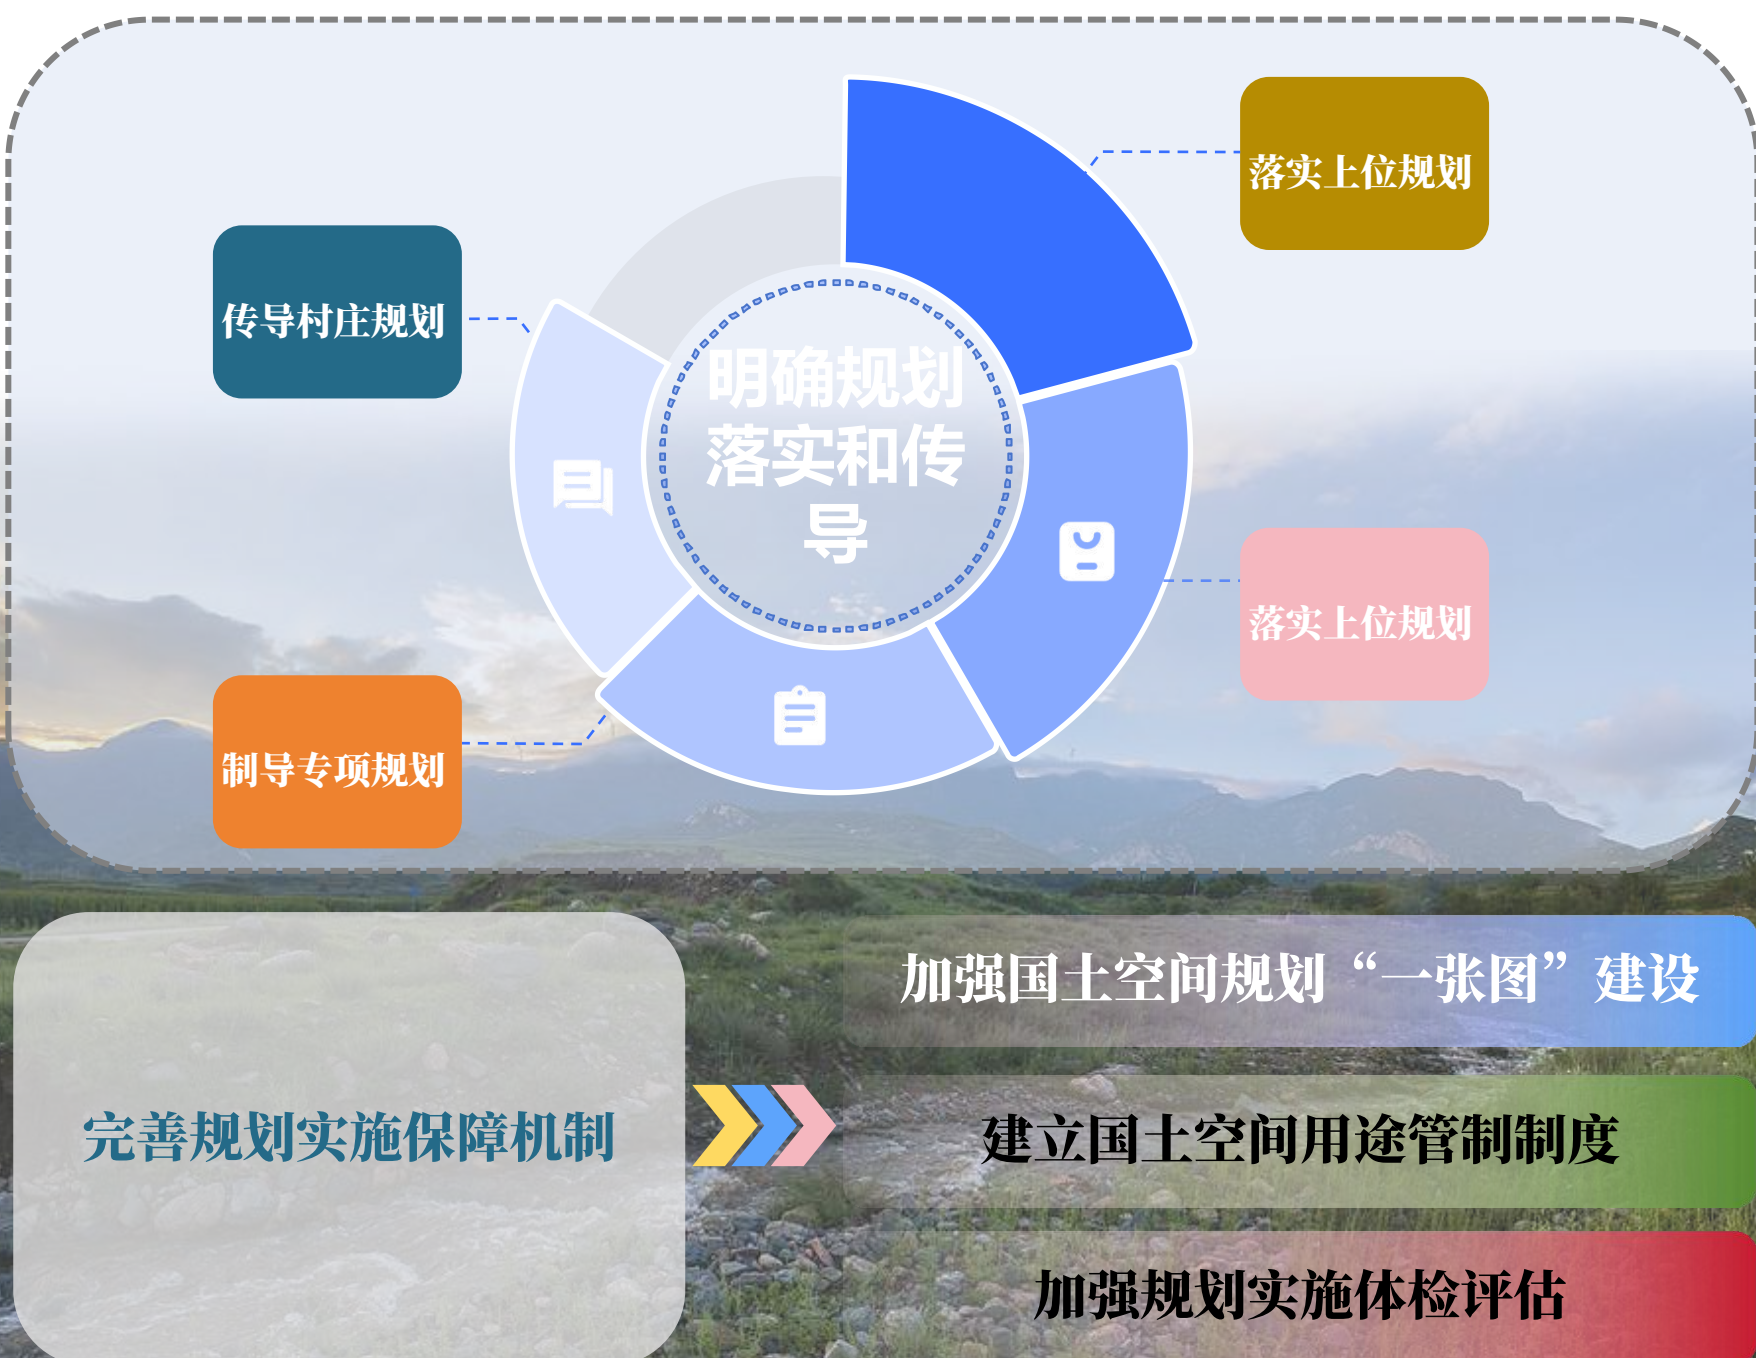 落实上位规划
传导村庄规划
明确规划
落实和传
导
落实上位规划
制导专项规划
加强国土空间规划“一张图”建设
完善规划实施保障机制
建立国土空间用途管制制度
加强规划实施体检评估